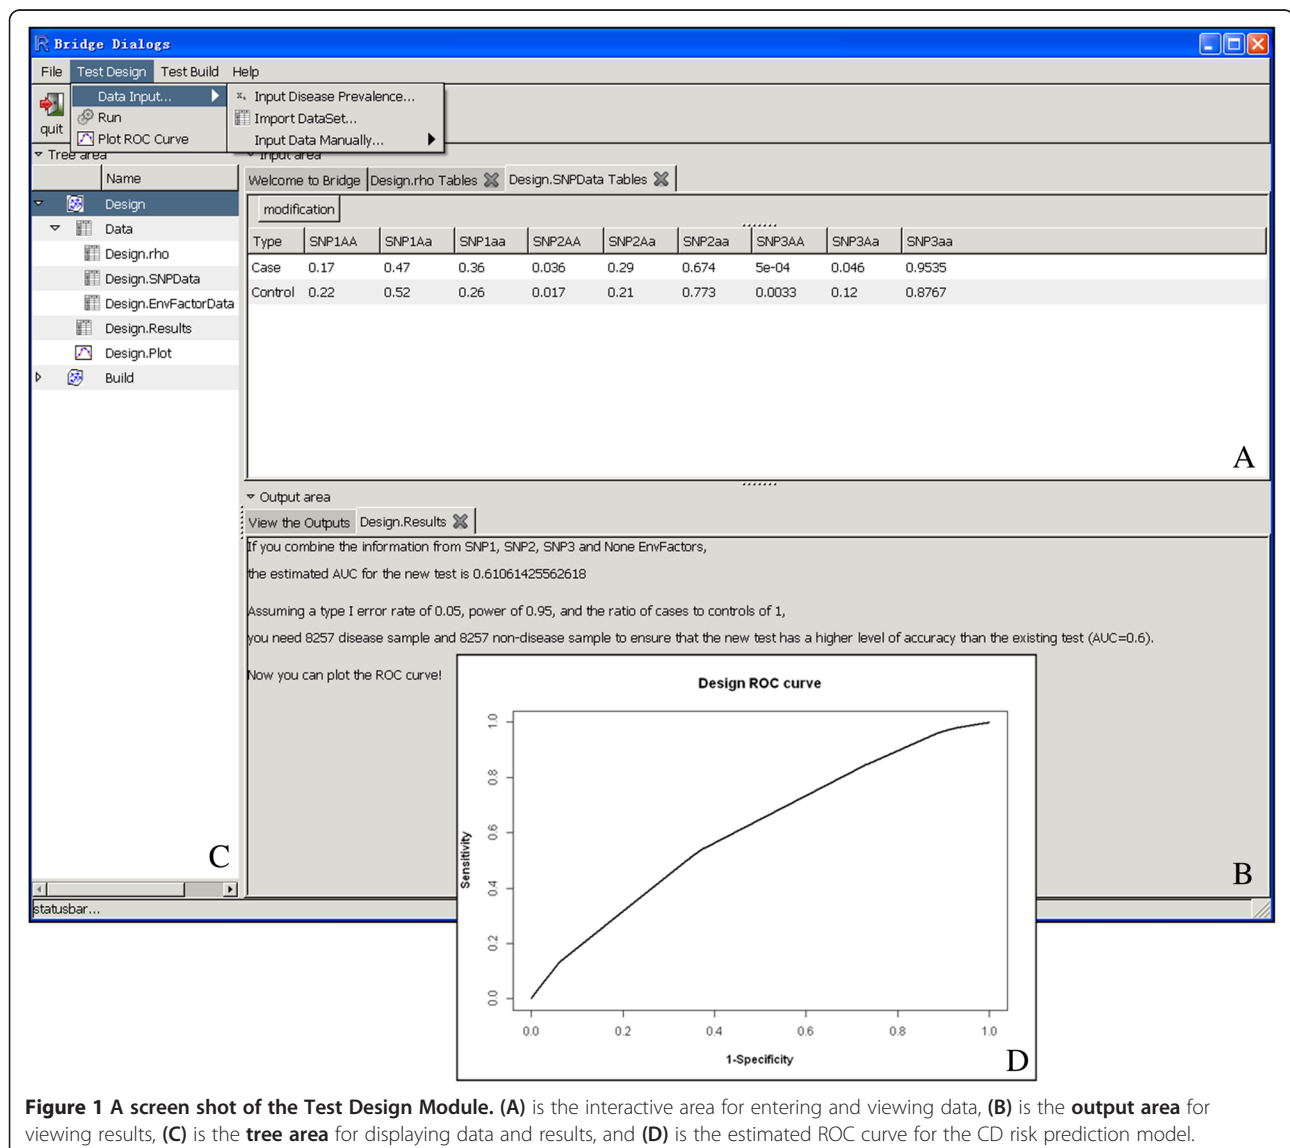 Bridge Dialogs
File Test Design Test Build Help
Data Input... Input Disease Prevalence...
Run Import DataSet...
quit Plot ROC Curve Input Data Manually...
Tree area Input area
Name Welcome to Bridge Design.rho Tables Design.SNPData Tables
Design
Data
Design.rho
Design.SNPData
Design.EnvFactorData
Design.Results
Design.Plot
Build
C
statusbar...
modification
Type SNP1AA SNP1Aa SNP1aa SNP2AA SNP2Aa SNP2aa SNP3AA SNP3Aa SNP3aa
Case 0.17 0.47 0.36 0.036 0.29 0.674 5e-04 0.046 0.9535
Control 0.22 0.52 0.26 0.017 0.21 0.773 0.0033 0.12 0.8767
A
Output area
View the Outputs Design.Results
If you combine the information from SNP1, SNP2, SNP3 and None EnvFactors,
the estimated AUC for the new test is 0.61061425562618
Assuming a type I error rate of 0.05, power of 0.95, and the ratio of cases to controls of 1,
you need 8257 disease sample and 8257 non-disease sample to ensure that the new test has a higher level of accuracy than the existing test (AUC=0.6).
Now you can plot the ROC curve!
B
Design ROC curve
Sensitivity
1.0
0.8
0.6
0.4
0.2
0.0
0.0 0.2 0.4 0.6 0.8 1.0
1-Specificity
D
Figure 1 A screen shot of the Test Design Module. (A) is the interactive area for entering and viewing data, (B) is the output area for
viewing results, (C) is the tree area for displaying data and results, and (D) is the estimated ROC curve for the CD risk prediction model.